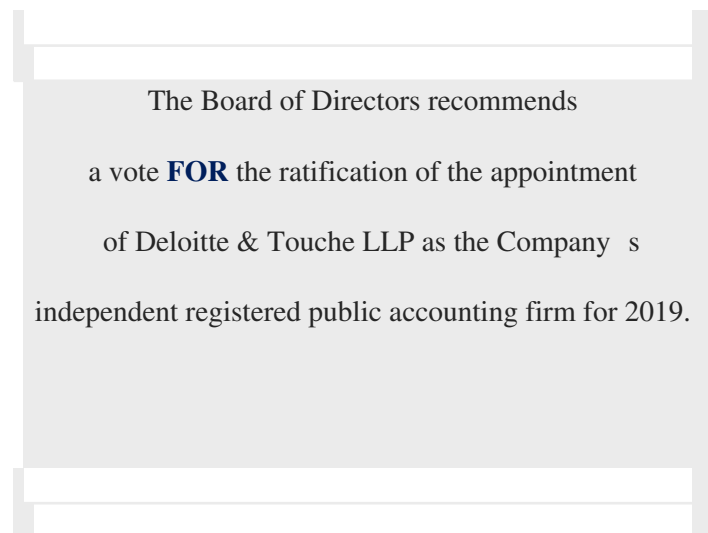 The Board of Directors recommends
a vote FOR the ratification of the appointment
of Deloitte & Touche LLP as the Company s
independent registered public accounting firm for 2019.